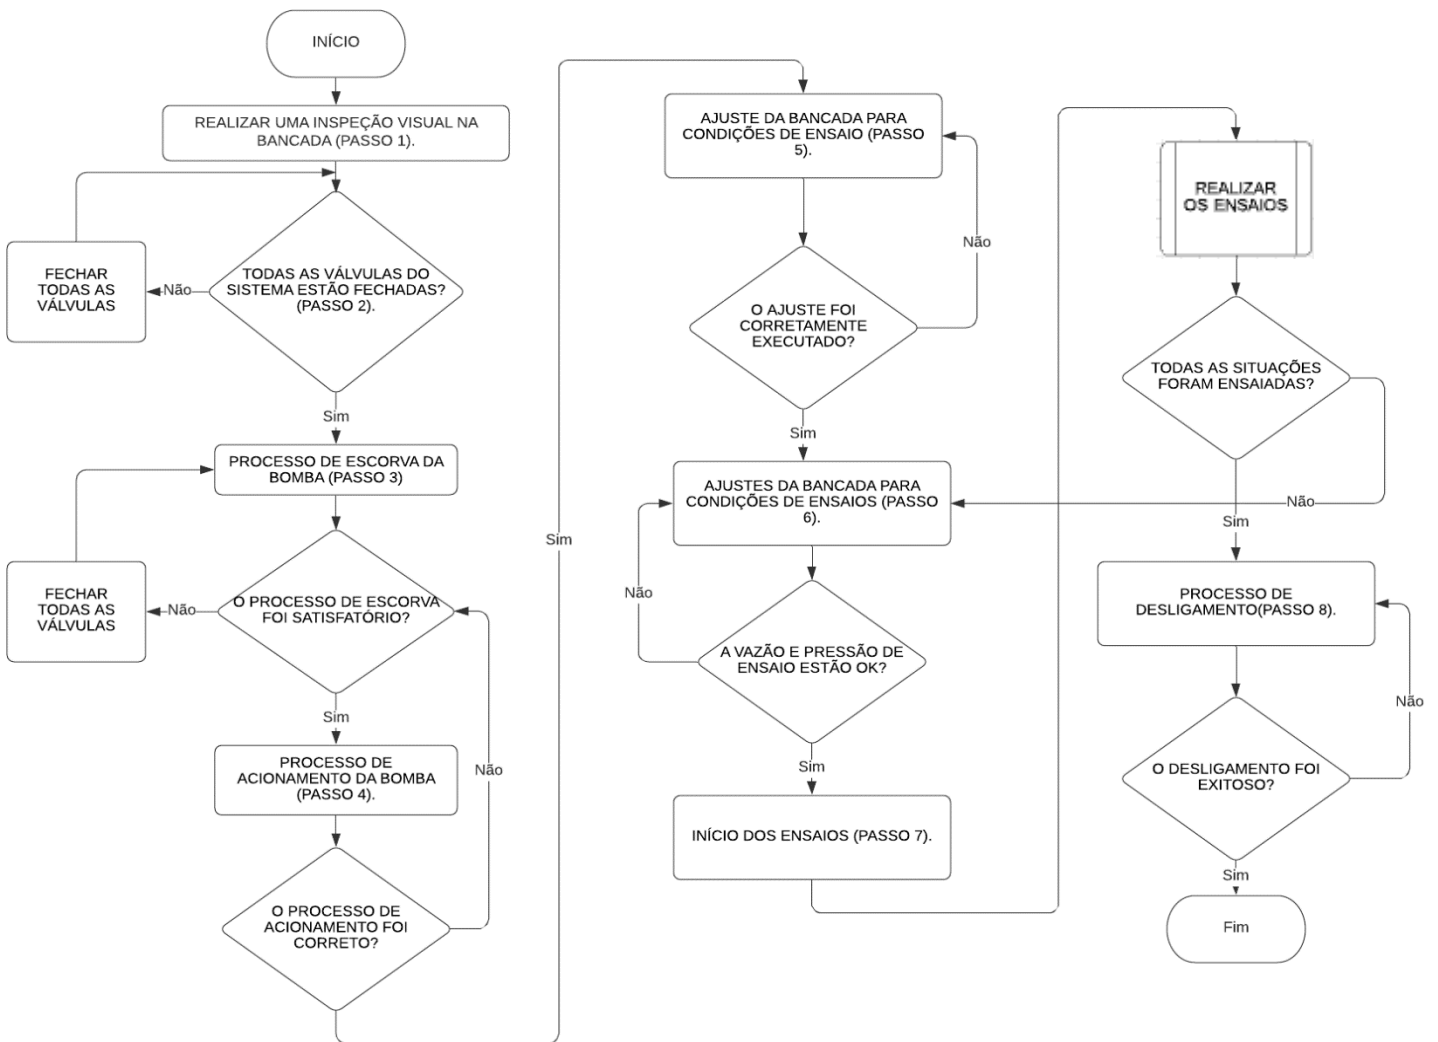 INÍCIO
REALIZAR UMA INSPEÇÃO VISUAL NA
BANCADA (PASSO 1).
TODAS AS VÁLVULAS DO
SISTEMA ESTÃO FECHADAS?
(PASSO 2).
Não
FECHAR
TODAS AS
VÁLVULAS
Sim
PROCESSO DE ESCORVA DA
BOMBA (PASSO 3)
O PROCESSO DE ESCORVA
FOI SATISFATÓRIO?
Não
FECHAR
TODAS AS
VÁLVULAS
Sim
PROCESSO DE
ACIONAMENTO DA BOMBA
(PASSO 4).
Não
O PROCESSO DE
ACIONAMENTO FOI
CORRETO?
Sim
AJUSTE DA BANCADA PARA
CONDIÇÕES DE ENSAIO (PASSO
5).
Não
O AJUSTE FOI
CORRETAMENTE
EXECUTADO?
Sim
AJUSTES DA BANCADA PARA
CONDIÇÕES DE ENSAIOS (PASSO
6).
Não
A VAZÃO E PRESSÃO DE
ENSAIO ESTÃO OK?
Sim
INÍCIO DOS ENSAIOS (PASSO 7).
REALIZAR
OS ENSAIOS
TODAS AS SITUAÇÕES
FORAM ENSAIADAS?
Não
Sim
PROCESSO DE
DESLIGAMENTO(PASSO 8).
Não
O DESLIGAMENTO FOI
EXITOSO?
Sim
Fim